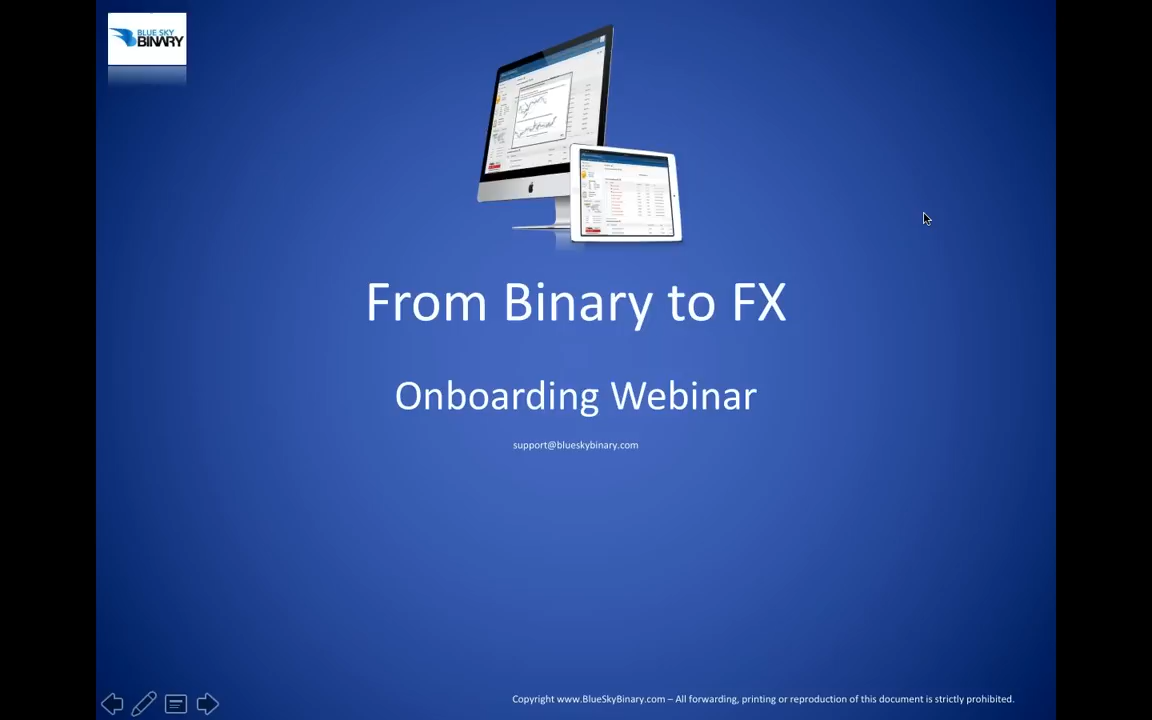 BLUE SKY
BINARY
From Binary to FX
Onboarding Webinar
support@blueskybinary.com
Copyright www.BlueSkyBinary.com – All forwarding, printing or reproduction of this document is strictly prohibited.